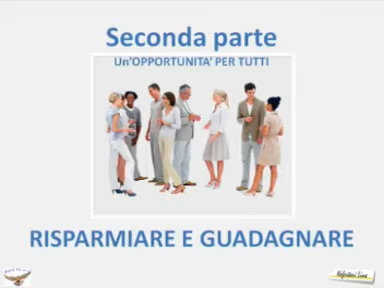 Seconda parte
Un'OPPORTUNITA' PER TUTTI
RISPARMIARE E GUADAGNARE